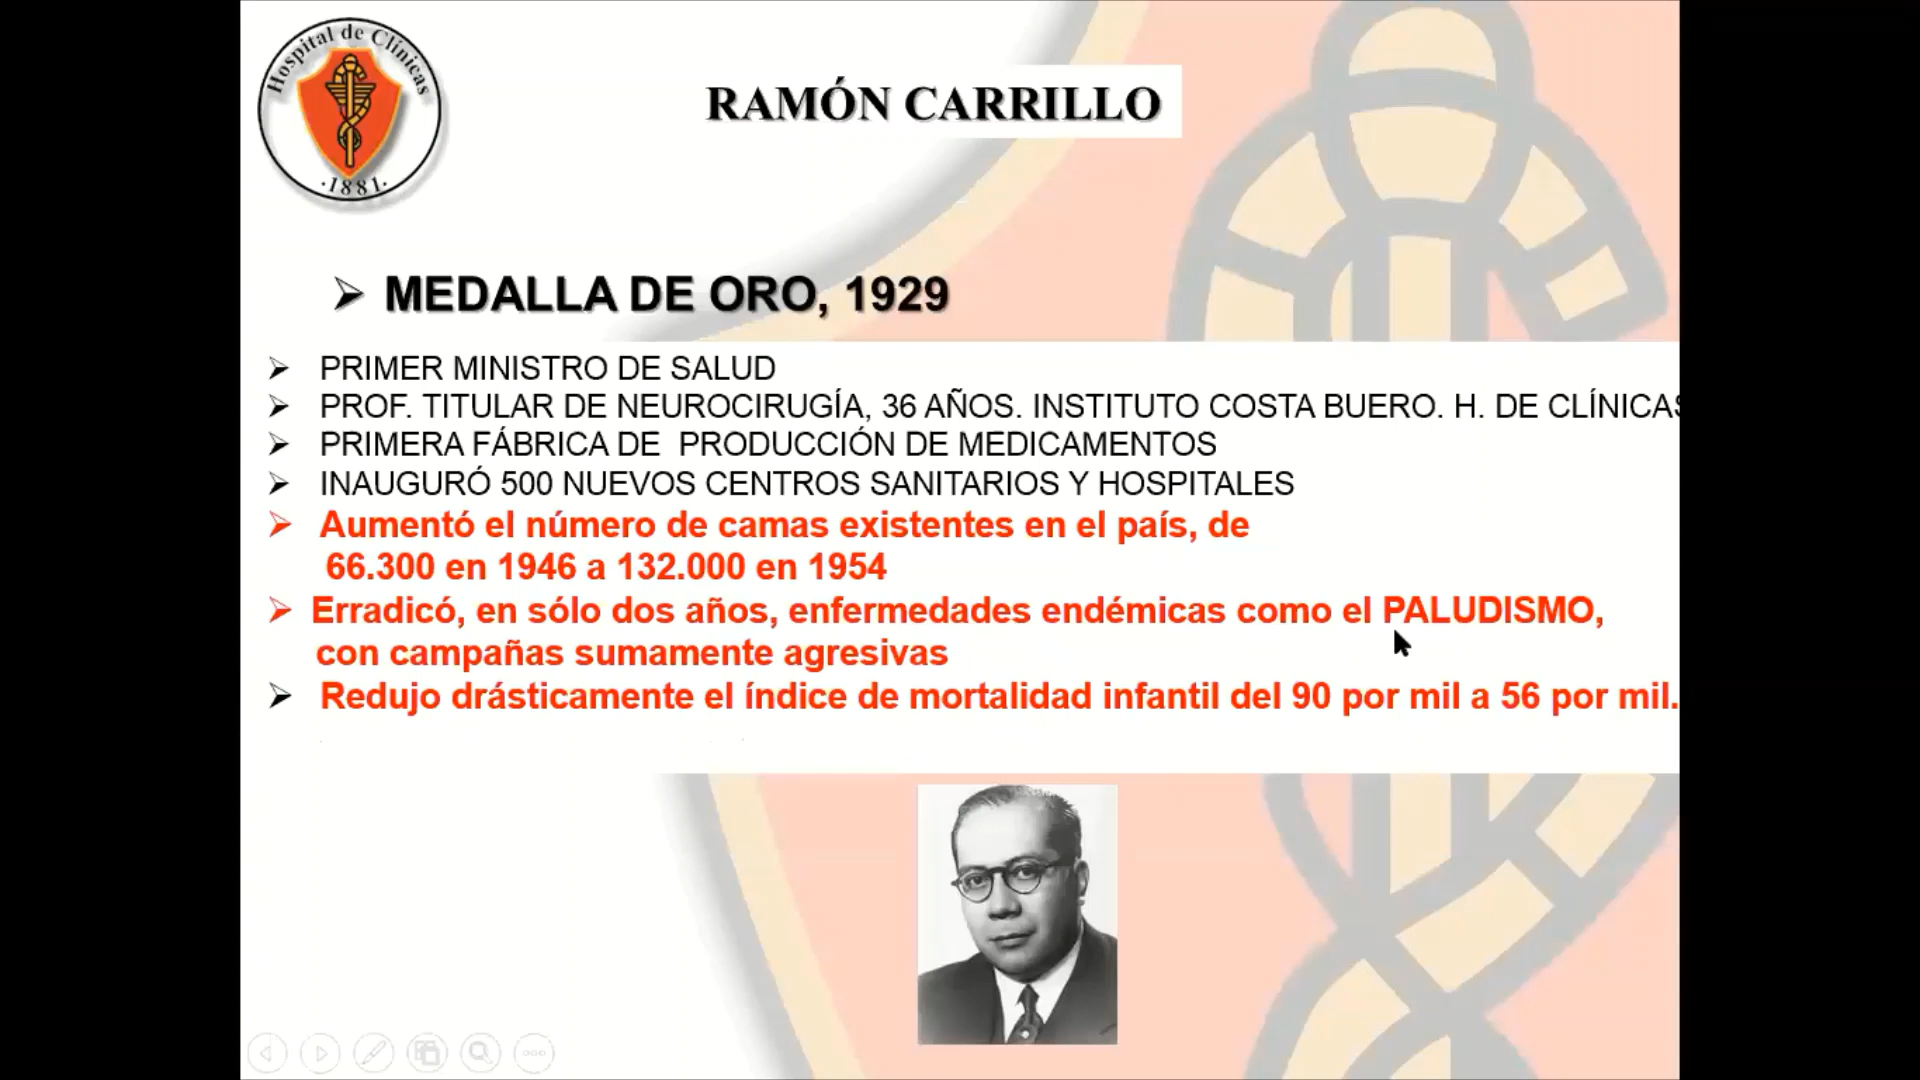 Hospital de Clínicas
·1881·
RAMÓN CARRILLO
MEDALLA DE ORO, 1929
PRIMER MINISTRO DE SALUD
PROF. TITULAR DE NEUROCIRUGÍA, 36 AÑOS. INSTITUTO COSTA BUERO. H. DE CLÍNICAS
PRIMERA FÁBRICA DE PRODUCCIÓN DE MEDICAMENTOS
INAUGURÓ 500 NUEVOS CENTROS SANITARIOS Y HOSPITALES
Aumentó el número de camas existentes en el país, de
66.300 en 1946 a 132.000 en 1954
Erradicó, en sólo dos años, enfermedades endémicas como el PALUDISMO,
con campañas sumamente agresivas
Redujo drásticamente el índice de mortalidad infantil del 90 por mil a 56 por mil.